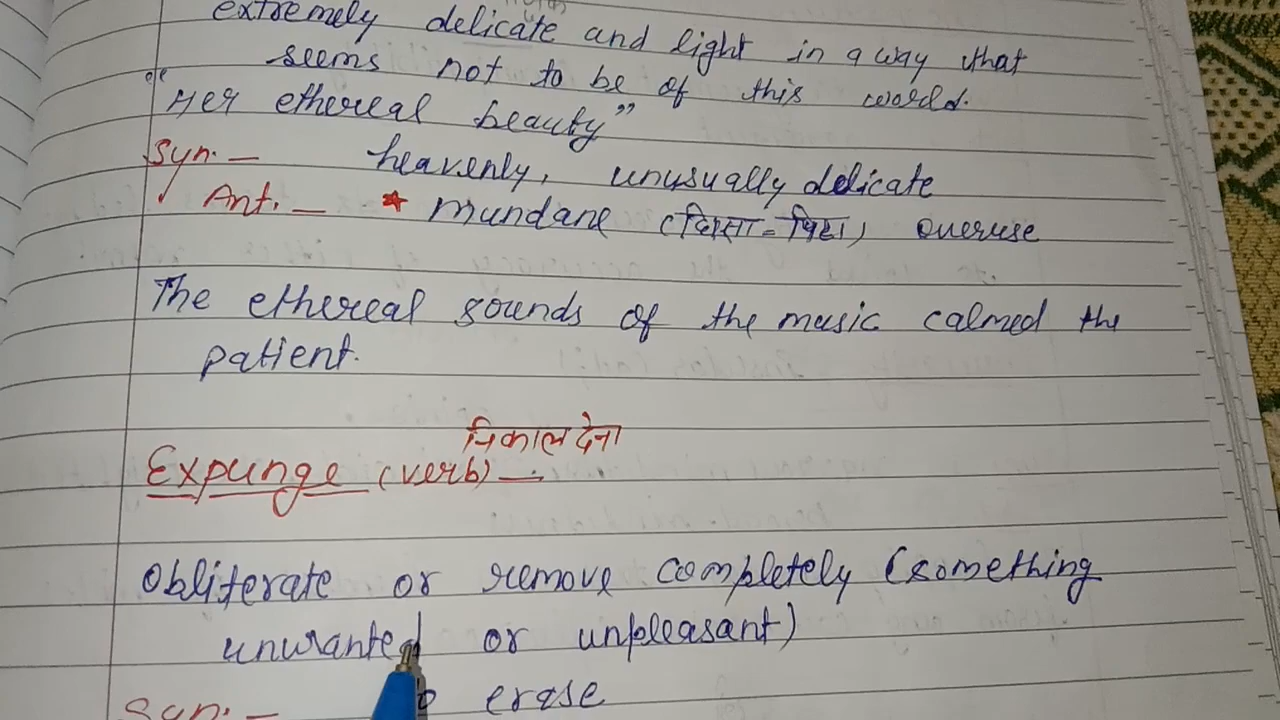 extremely delicate and light in a way that
seems not to be of this world.
"Her ethereal beauty"
Syn. — heavenly, unusually delicate
Ant. — * mundane (घिसा-पिटा) overuse
The ethereal sounds of the music calmed the
patient.
निकाल देना
Expunge (verb) —
Obliterate or remove completely (something
unwanted or unpleasant)
Syn. — erase